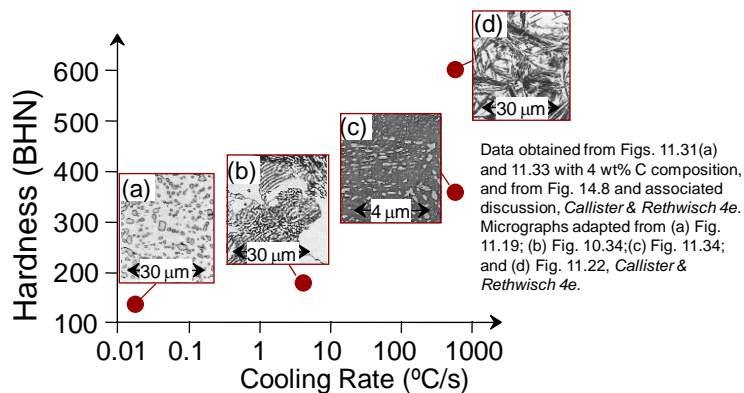 (d)
600
30 μm
(c)
500
Data obtained from Figs. 11.31(a)
and 11.33 with 4 wt% C composition,
and from Fig. 14.8 and associated
discussion, Callister & Rethwisch 4e.
Micrographs adapted from (a) Fig.
11.19; (b) Fig. 10.34;(c) Fig. 11.34;
and (d) Fig. 11.22, Callister &
Rethwisch 4e.
Hardness (BHN)
(b)
400
(a)
4 μm
300
30 μm
30 μm
200
100
0.01 0.1 1 10 100 1000
Cooling Rate (ºC/s)